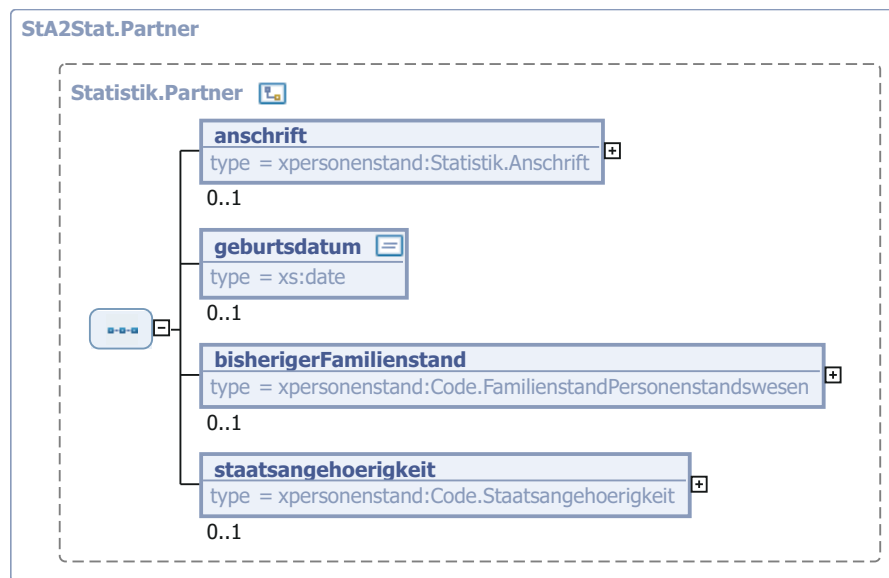 StA2Stat.Partner
Statistik.Partner
anschrift
type = xpersonenstand:Statistik.Anschrift
0..1
geburtsdatum
type = xs:date
0..1
bisherigerFamilienstand
type = xpersonenstand:Code.FamilienstandPersonenstandswesen
0..1
staatsangehoerigkeit
type = xpersonenstand:Code.Staatsangehoerigkeit
0..1